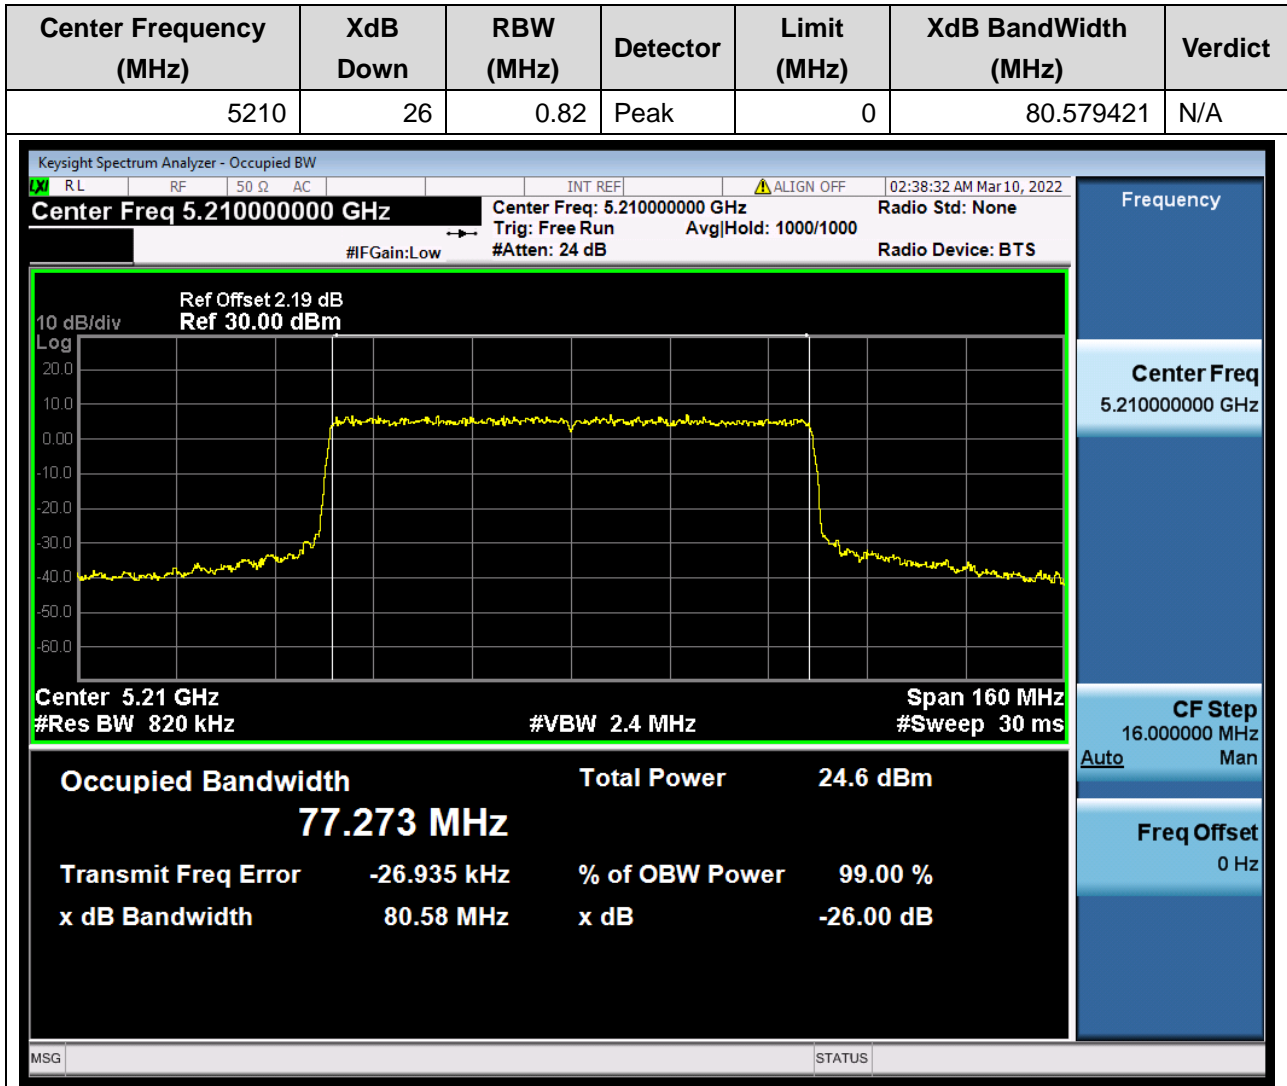 Center Frequency (MHz) XdB Down RBW (MHz) Detector Limit (MHz) XdB BandWidth (MHz) Verdict
5210 26 0.82 Peak 0 80.579421 N/A
Keysight Spectrum Analyzer - Occupied BW
LXI RL RF 50 Ω AC INT REF ALIGN OFF 02:38:32 AM Mar 10, 2022
Center Freq 5.210000000 GHz
Center Freq: 5.210000000 GHz
Radio Std: None
Trig: Free Run Avg|Hold: 1000/1000
#IFGain:Low
#Atten: 24 dB
Radio Device: BTS
Ref Offset 2.19 dB
10 dB/div Ref 30.00 dBm
Log
20.0
10.0
0.00
-10.0
-20.0
-30.0
-40.0
-50.0
-60.0
Center 5.21 GHz Span 160 MHz
#Res BW 820 kHz #VBW 2.4 MHz #Sweep 30 ms
Occupied Bandwidth Total Power 24.6 dBm
77.273 MHz
Transmit Freq Error -26.935 kHz % of OBW Power 99.00 %
x dB Bandwidth 80.58 MHz x dB -26.00 dB
Frequency
Center Freq
5.210000000 GHz
CF Step
16.000000 MHz
Auto Man
Freq Offset
0 Hz
MSG STATUS